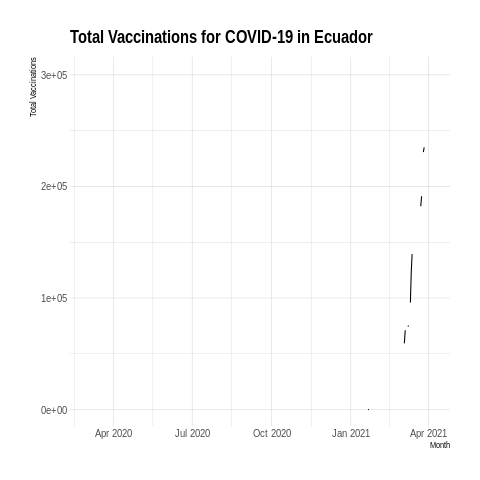 Total Vaccinations for COVID-19 in Ecuador
Total Vaccinations
3e+05
2e+05
1e+05
0e+00
Apr 2020 Jul 2020 Oct 2020 Jan 2021 Apr 2021
Month